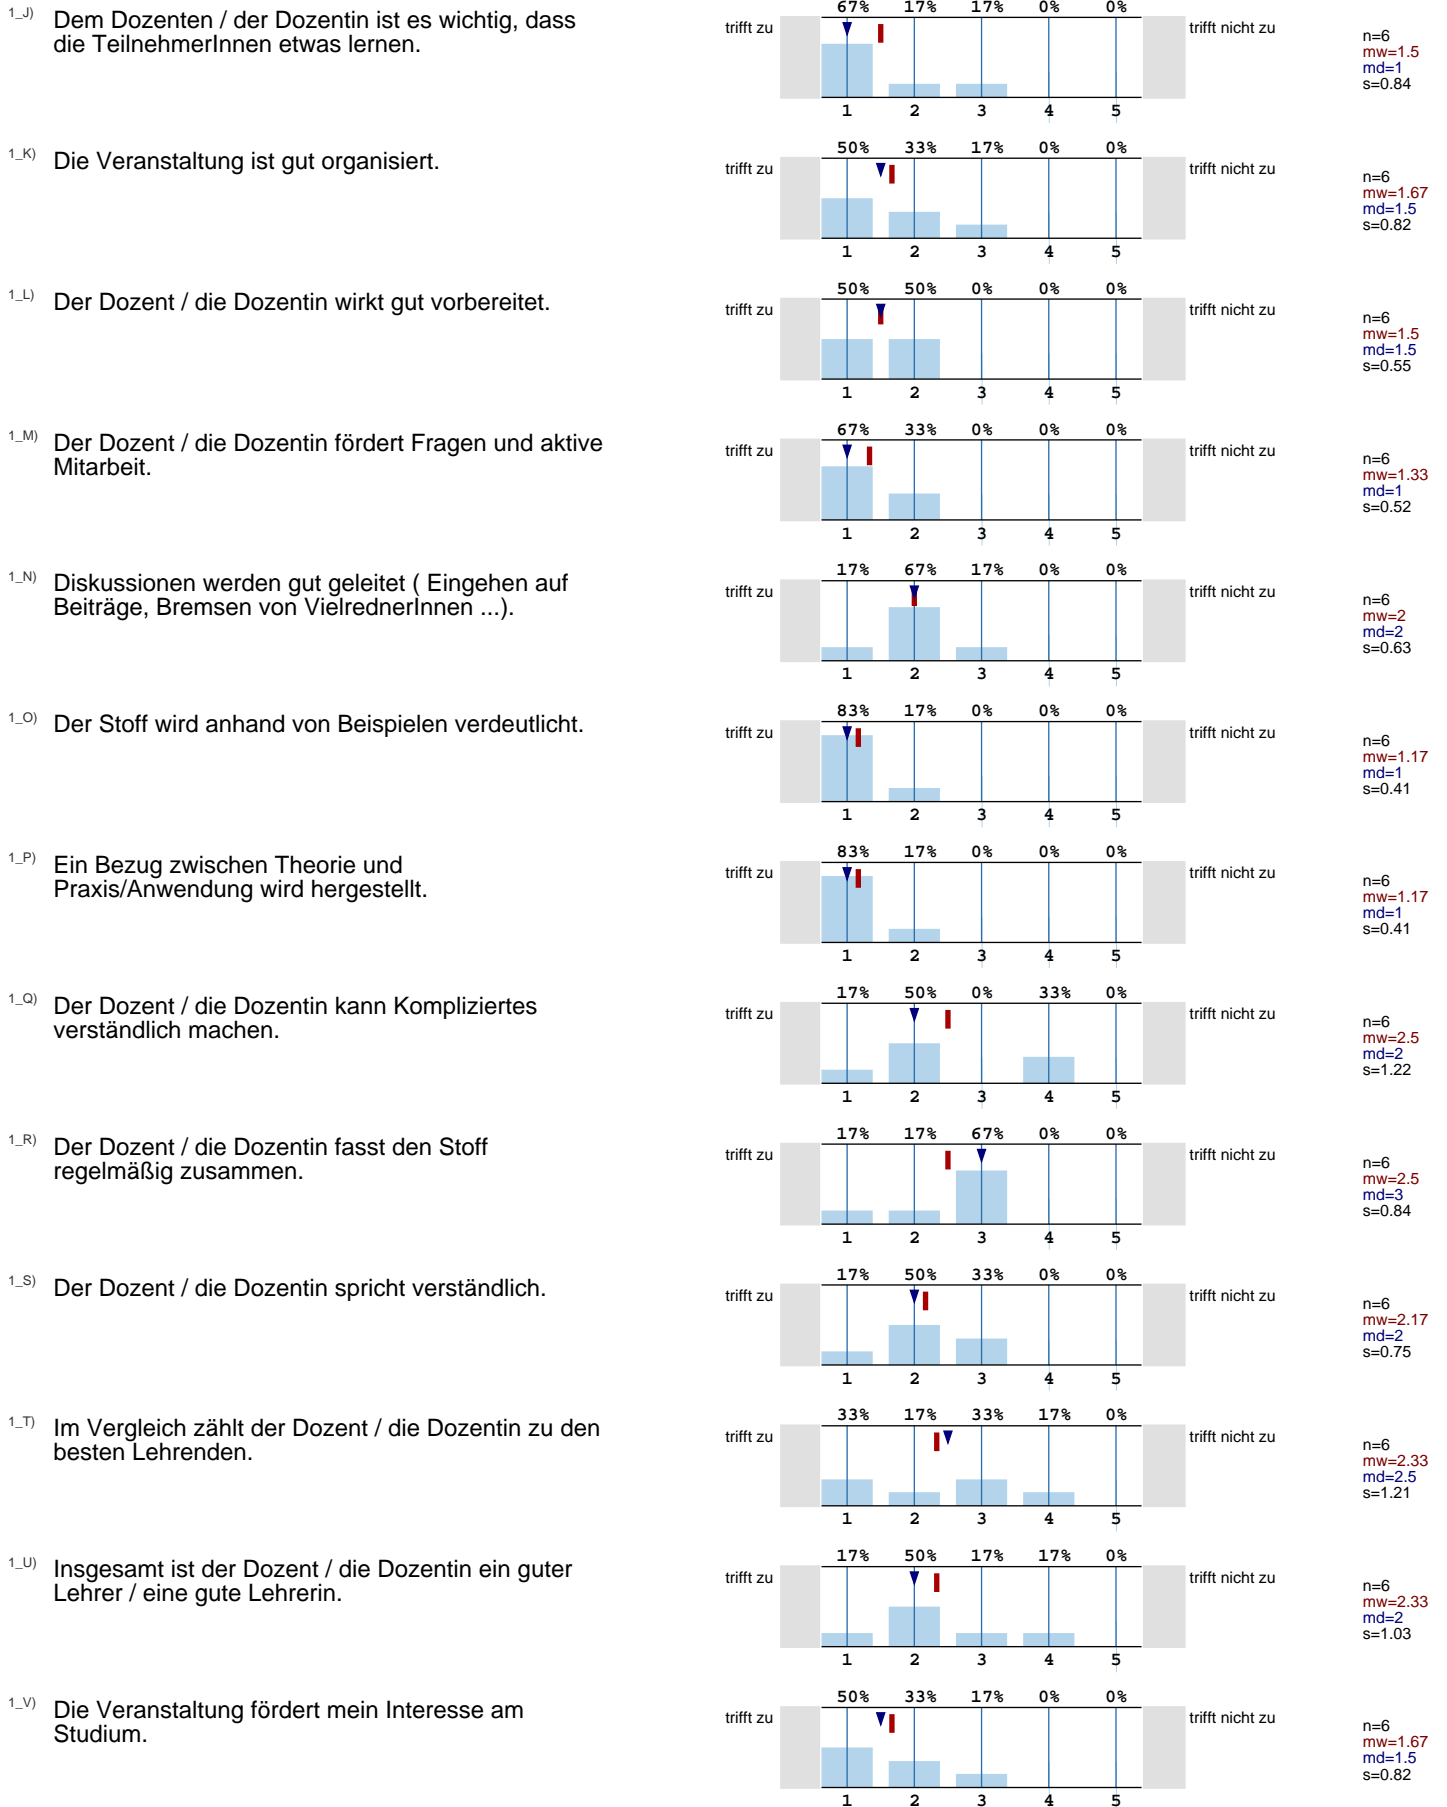 1_J) Dem Dozenten / der Dozentin ist es wichtig, dass
die TeilnehmerInnen etwas lernen.
67% 17% 17% 0% 0%
trifft zu trifft nicht zu
1 2 3 4 5
n=6
mw=1.5
md=1
s=0.84
1_K) Die Veranstaltung ist gut organisiert.
50% 33% 17% 0% 0%
trifft zu trifft nicht zu
1 2 3 4 5
n=6
mw=1.67
md=1.5
s=0.82
1_L) Der Dozent / die Dozentin wirkt gut vorbereitet.
50% 50% 0% 0% 0%
trifft zu trifft nicht zu
1 2 3 4 5
n=6
mw=1.5
md=1.5
s=0.55
1_M) Der Dozent / die Dozentin fördert Fragen und aktive
Mitarbeit.
67% 33% 0% 0% 0%
trifft zu trifft nicht zu
1 2 3 4 5
n=6
mw=1.33
md=1
s=0.52
1_N) Diskussionen werden gut geleitet ( Eingehen auf
Beiträge, Bremsen von VielrednerInnen ...).
17% 67% 17% 0% 0%
trifft zu trifft nicht zu
1 2 3 4 5
n=6
mw=2
md=2
s=0.63
1_O) Der Stoff wird anhand von Beispielen verdeutlicht.
83% 17% 0% 0% 0%
trifft zu trifft nicht zu
1 2 3 4 5
n=6
mw=1.17
md=1
s=0.41
1_P) Ein Bezug zwischen Theorie und
Praxis/Anwendung wird hergestellt.
83% 17% 0% 0% 0%
trifft zu trifft nicht zu
1 2 3 4 5
n=6
mw=1.17
md=1
s=0.41
1_Q) Der Dozent / die Dozentin kann Kompliziertes
verständlich machen.
17% 50% 0% 33% 0%
trifft zu trifft nicht zu
1 2 3 4 5
n=6
mw=2.5
md=2
s=1.22
1_R) Der Dozent / die Dozentin fasst den Stoff
regelmäßig zusammen.
17% 17% 67% 0% 0%
trifft zu trifft nicht zu
1 2 3 4 5
n=6
mw=2.5
md=3
s=0.84
1_S) Der Dozent / die Dozentin spricht verständlich.
17% 50% 33% 0% 0%
trifft zu trifft nicht zu
1 2 3 4 5
n=6
mw=2.17
md=2
s=0.75
1_T) Im Vergleich zählt der Dozent / die Dozentin zu den
besten Lehrenden.
33% 17% 33% 17% 0%
trifft zu trifft nicht zu
1 2 3 4 5
n=6
mw=2.33
md=2.5
s=1.21
1_U) Insgesamt ist der Dozent / die Dozentin ein guter
Lehrer / eine gute Lehrerin.
17% 50% 17% 17% 0%
trifft zu trifft nicht zu
1 2 3 4 5
n=6
mw=2.33
md=2
s=1.03
1_V) Die Veranstaltung fördert mein Interesse am
Studium.
50% 33% 17% 0% 0%
trifft zu trifft nicht zu
1 2 3 4 5
n=6
mw=1.67
md=1.5
s=0.82